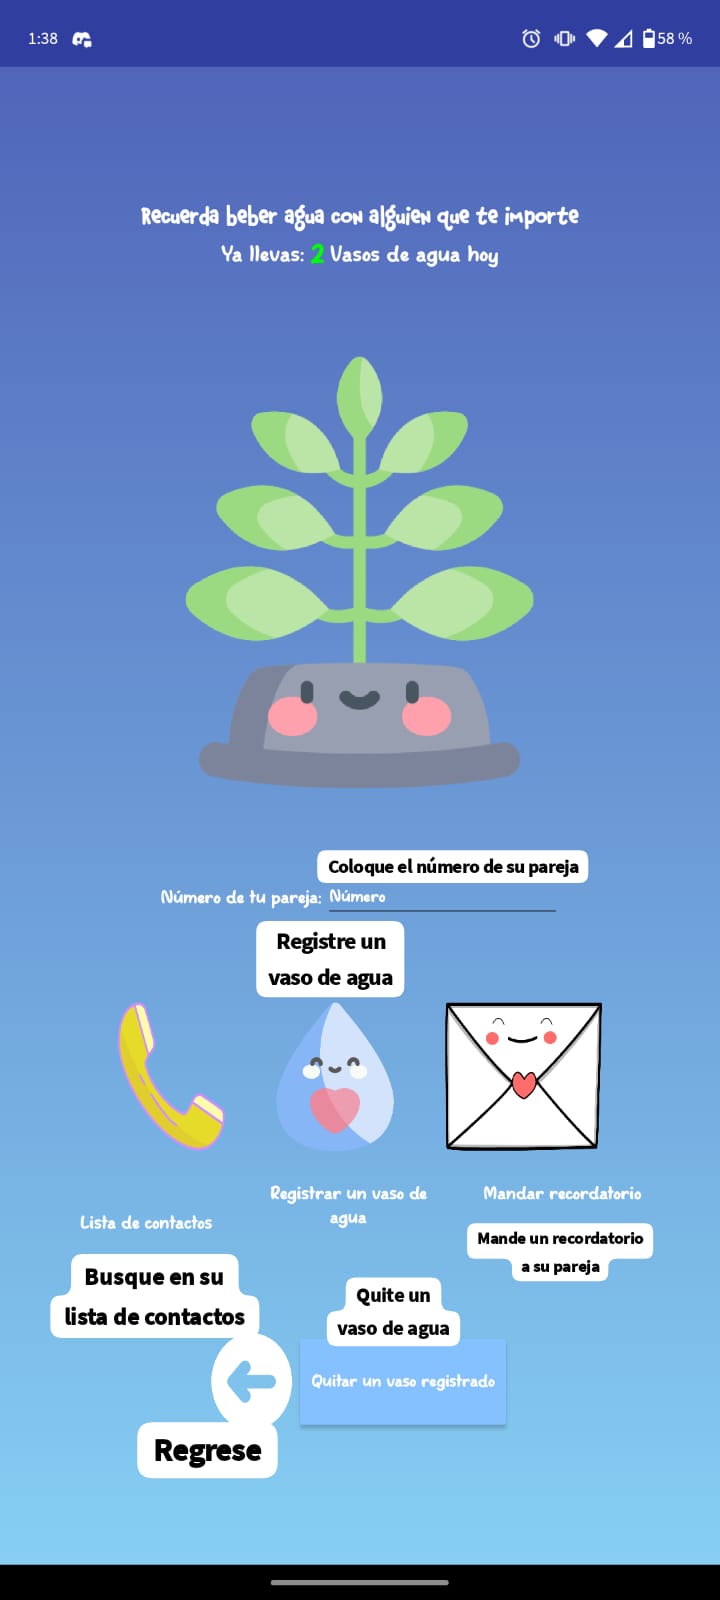 1:38
58 %
Recuerda beber agua con alguien que te importe
Ya llevas: 2 Vasos de agua hoy
Coloque el número de su pareja
Número de tu pareja: Número
Registre un
vaso de agua
Registrar un vaso de
agua
Mandar recordatorio
Lista de contactos
Mande un recordatorio
a su pareja
Busque en su
lista de contactos
Quite un
vaso de agua
Quitar un vaso registrado
Regrese